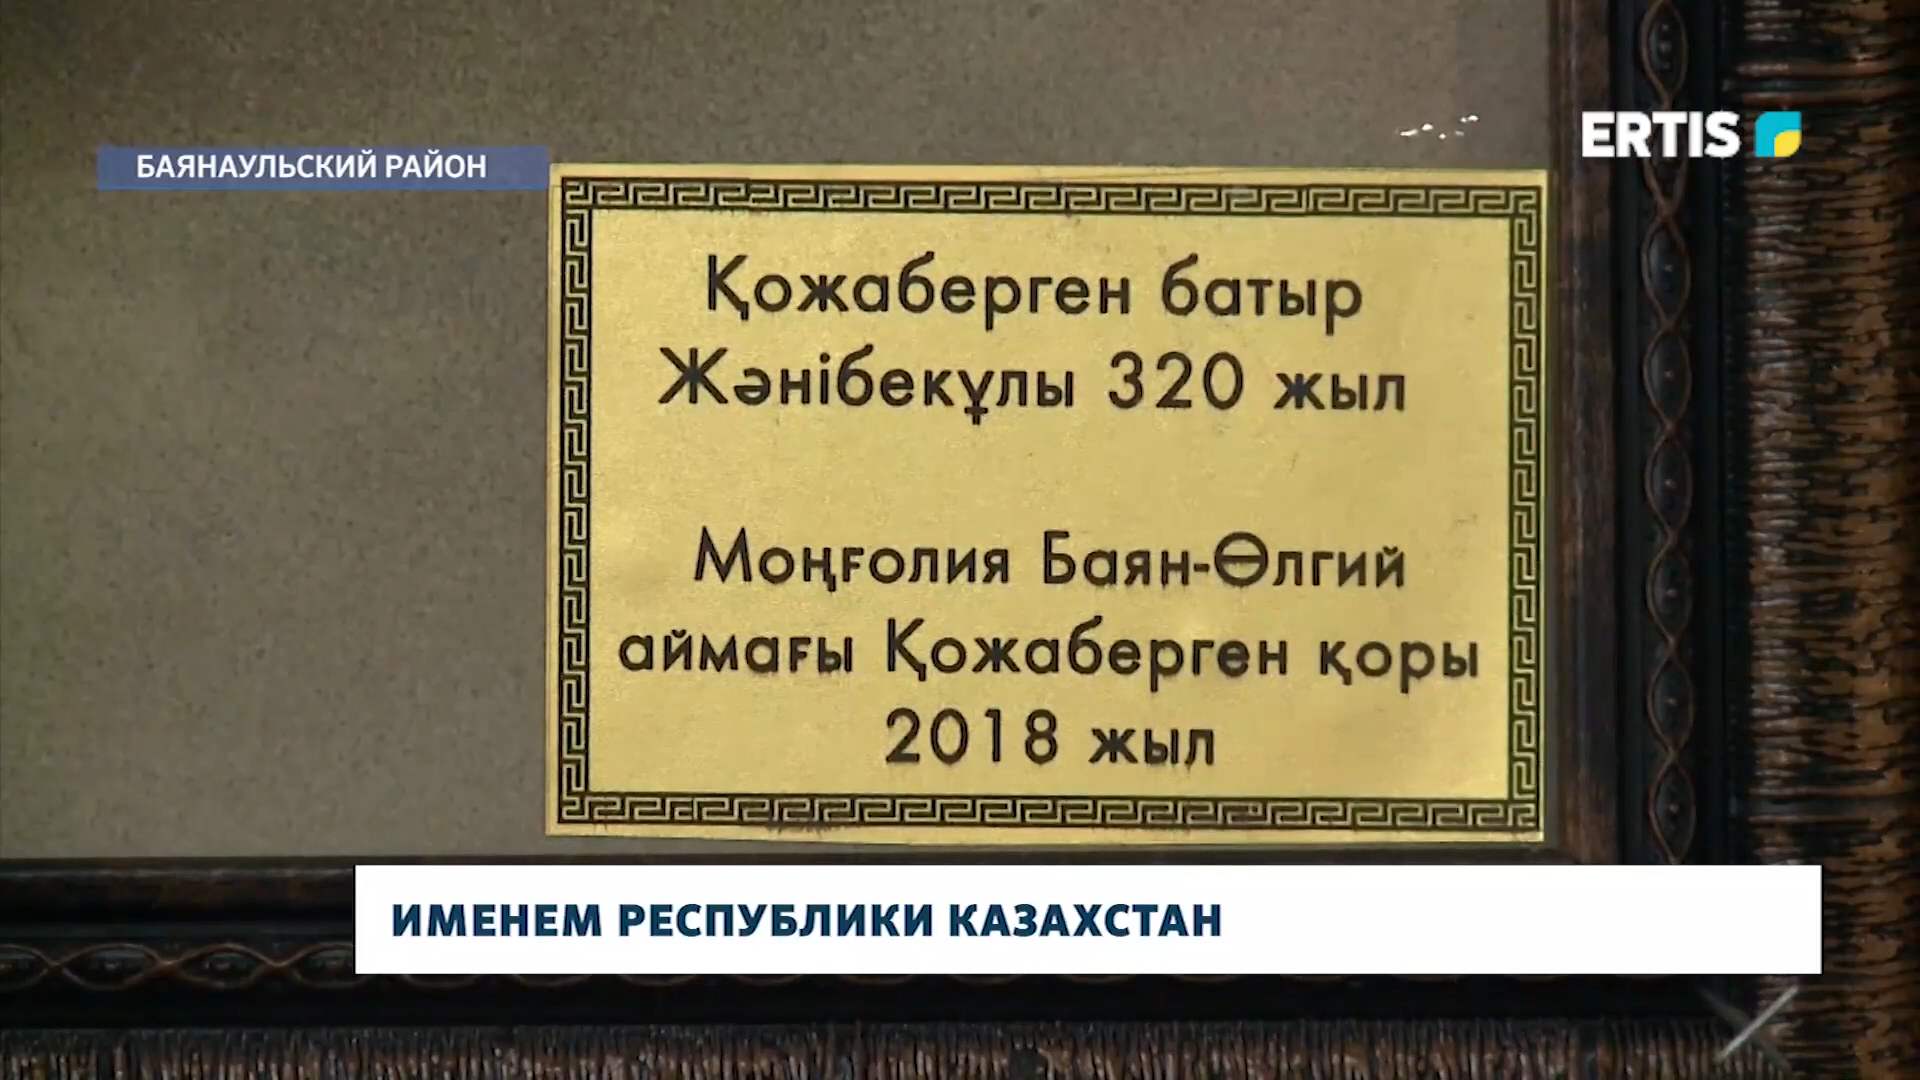 ERTIS
БАЯНАУЛЬСКИЙ РАЙОН
Қожаберген батыр
Жәнібекұлы 320 жыл
Моңғолия Баян-Өлгий
аймағы Қожаберген қоры
2018 жыл
ИМЕНЕМ РЕСПУБЛИКИ КАЗАХСТАН